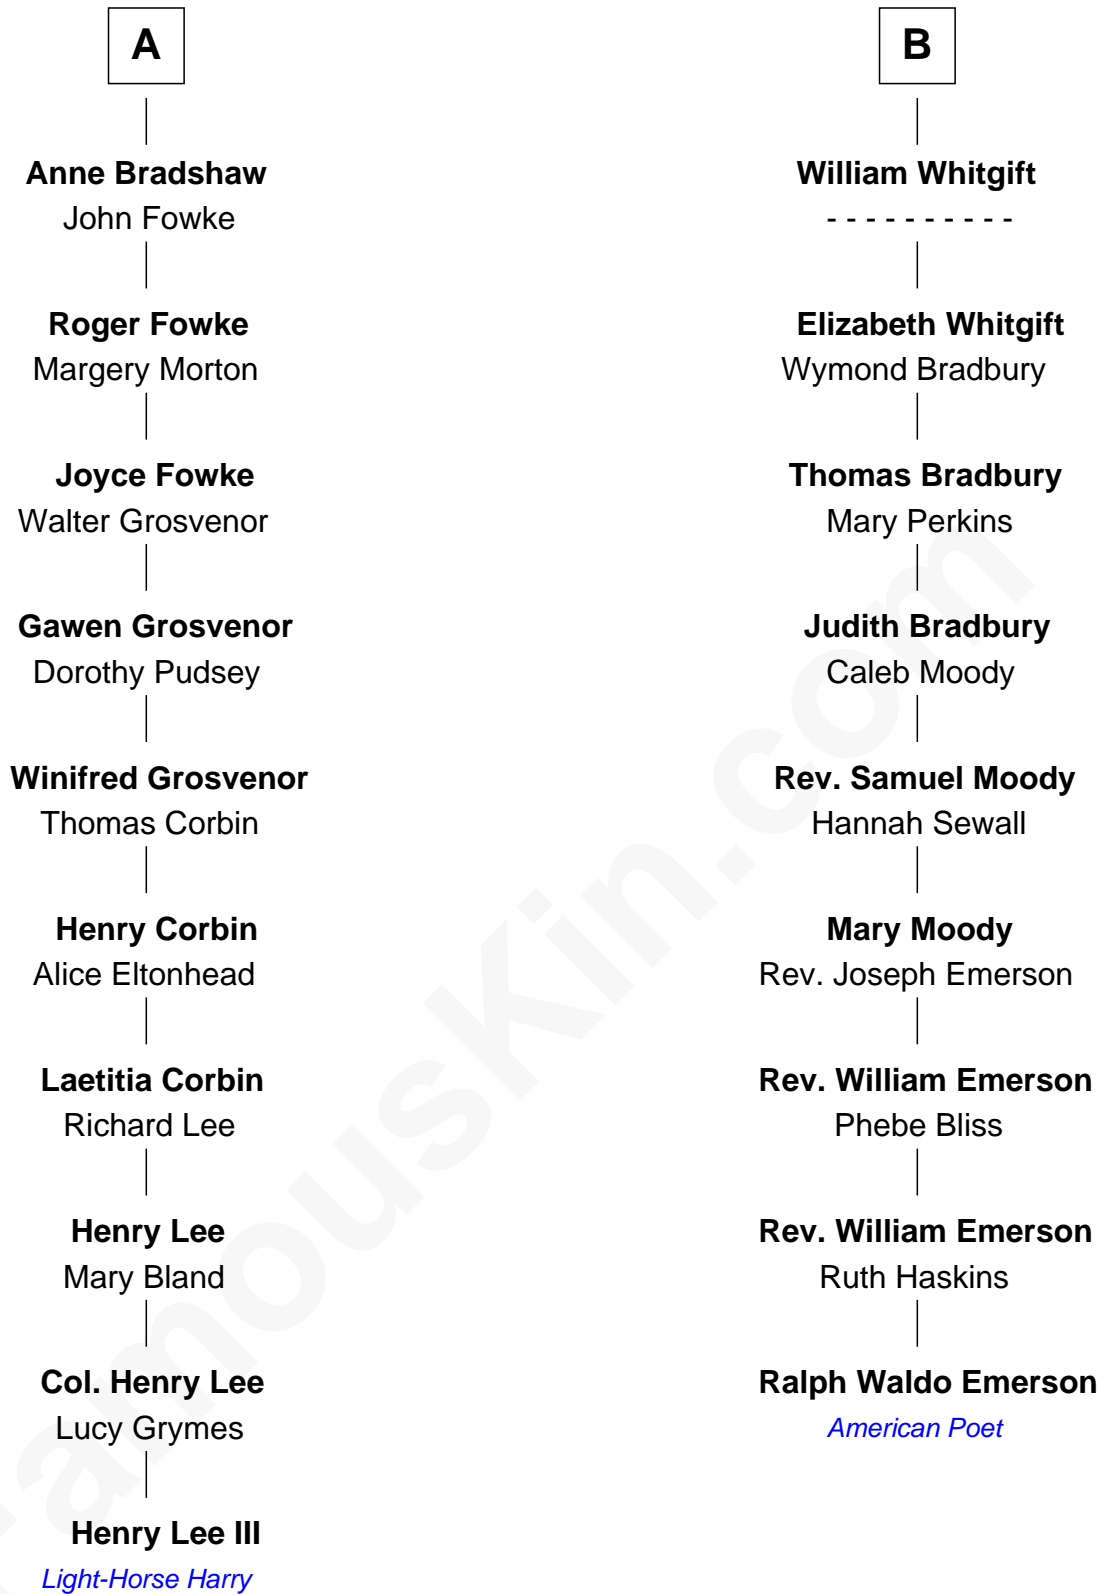 A
Anne Bradshaw
John Fowke
Roger Fowke
Margery Morton
Joyce Fowke
Walter Grosvenor
Gawen Grosvenor
Dorothy Pudsey
Winifred Grosvenor
Thomas Corbin
Henry Corbin
Alice Eltonhead
Laetitia Corbin
Richard Lee
Henry Lee
Mary Bland
Col. Henry Lee
Lucy Grymes
Henry Lee III
Light-Horse Harry
B
William Whitgift
- - - - - - - - - -
Elizabeth Whitgift
Wymond Bradbury
Thomas Bradbury
Mary Perkins
Judith Bradbury
Caleb Moody
Rev. Samuel Moody
Hannah Sewall
Mary Moody
Rev. Joseph Emerson
Rev. William Emerson
Phebe Bliss
Rev. William Emerson
Ruth Haskins
Ralph Waldo Emerson
American Poet
FamousKin.com